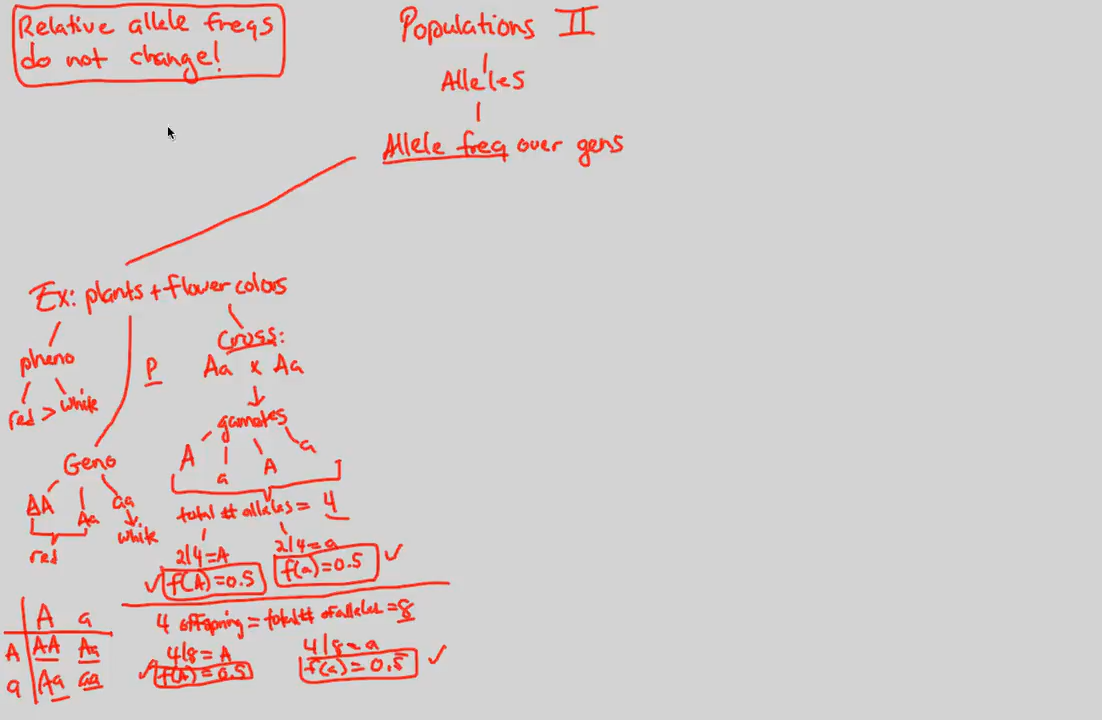 Relative allele freqs
do not change!
Populations II
Alleles
Allele freq over gens
Ex: plants + flower colors
pheno
red > white
Geno
AA Aa aa
red
white
P
Cross:
Aa x Aa
gametes
A a A a
total # alleles = 4
2/4 = A
f(A) = 0.5
2/4 = a
f(a) = 0.5
4 offspring = total # of alleles = 8
4/8 = A
f(A) = 0.5
4/8 = a
f(a) = 0.5
A a
A AA Aa
a Aa aa